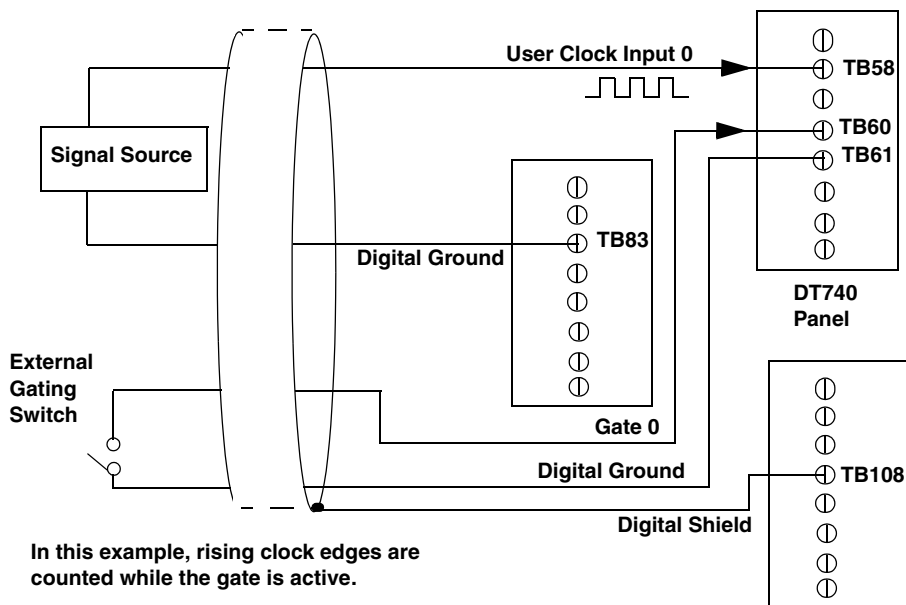 User Clock Input 0
TB58
TB60
Signal Source
TB61
TB83
Digital Ground
DT740
Panel
External
Gating
Switch
Gate 0
Digital Ground
TB108
Digital Shield
In this example, rising clock edges are
counted while the gate is active.